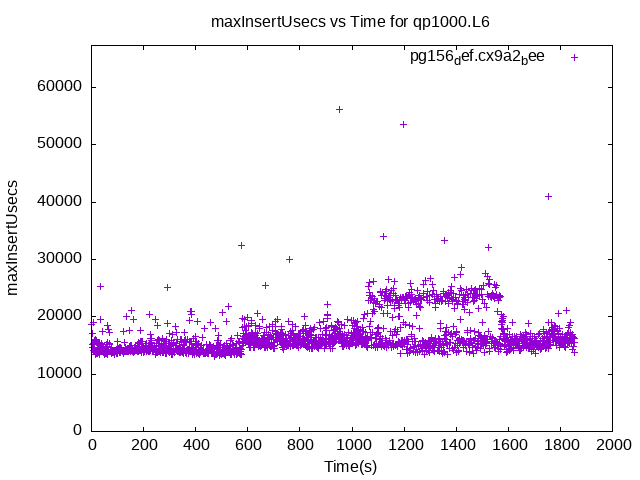 maxInsertUsecs vs Time for qp1000.L6
pg156def.cx9a2bee
60000
50000
40000
30000
20000
10000
0
maxInsertUsecs
0 200 400 600 800 1000 1200 1400 1600 1800 2000
Time(s)